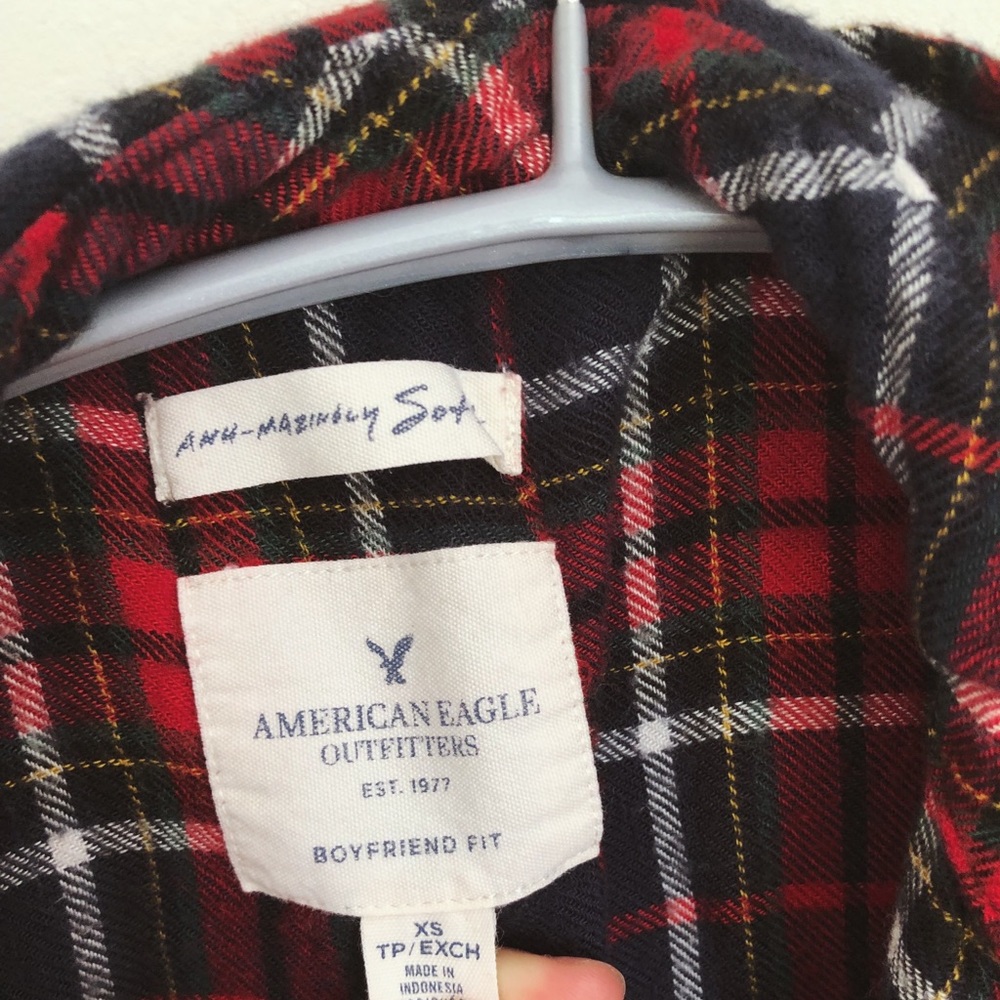 AHH-MAZINGLY Soft
AMERICAN EAGLE
OUTFITTERS
EST. 1977
BOYFRIEND FIT
XS
TP/EXCH
MADE IN
INDONESIA